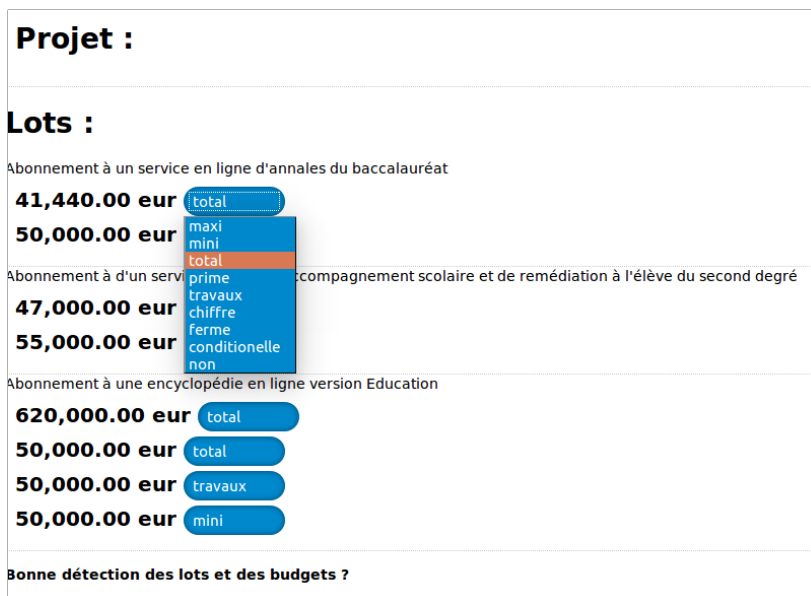 Projet :
Lots :
Abonnement à un service en ligne d'annales du baccalauréat
41,440.00 eur total
50,000.00 eur
maxi
mini
total
prime
travaux
chiffre
ferme
conditionelle
non
Abonnement à d'un servi compagnement scolaire et de remédiation à l'élève du second degré
47,000.00 eur
55,000.00 eur
Abonnement à une encyclopédie en ligne version Education
620,000.00 eur total
50,000.00 eur total
50,000.00 eur travaux
50,000.00 eur mini
Bonne détection des lots et des budgets ?